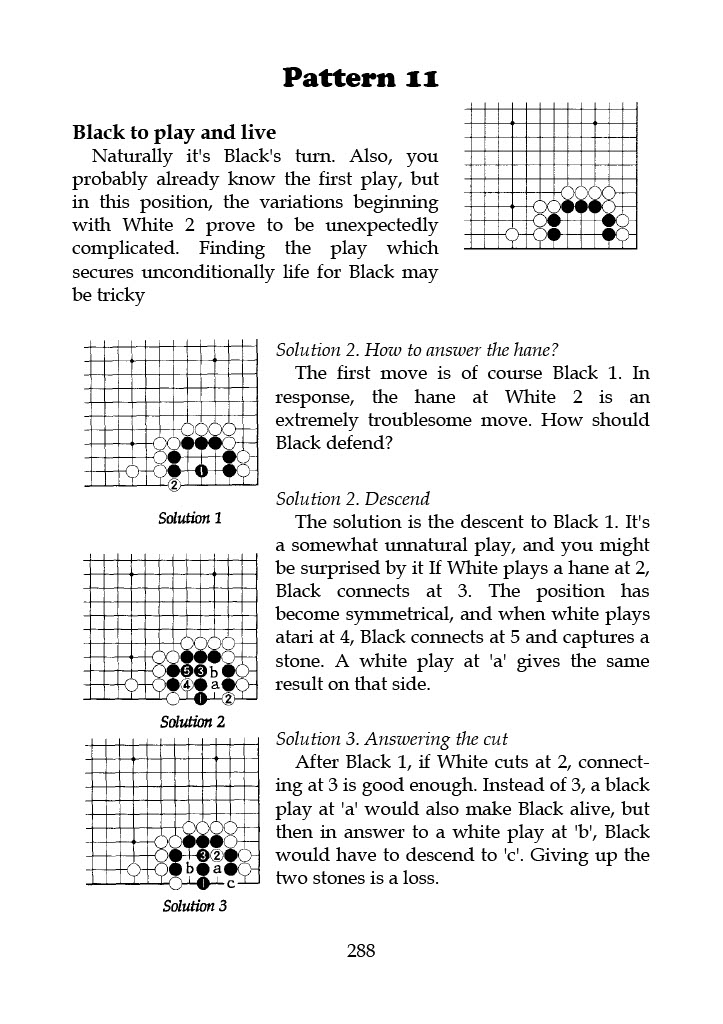 Pattern 11
Black to play and live
Naturally it's Black's turn. Also, you
probably already know the first play, but
in this position, the variations beginning
with White 2 prove to be unexpectedly
complicated. Finding the play which
secures unconditionally life for Black may
be tricky
Solution 2. How to answer the hane?
The first move is of course Black 1. In
response, the hane at White 2 is an
extremely troublesome move. How should
Black defend?
1
2
Solution 1
Solution 2. Descend
The solution is the descent to Black 1. It's
a somewhat unnatural play, and you might
be surprised by it If White plays a hane at 2,
Black connects at 3. The position has
become symmetrical, and when white plays
atari at 4, Black connects at 5 and captures a
stone. A white play at 'a' gives the same
result on that side.
5 3 b
4 a
1 2
Solution 2
Solution 3. Answering the cut
After Black 1, if White cuts at 2, connect-
ing at 3 is good enough. Instead of 3, a black
play at 'a' would also make Black alive, but
then in answer to a white play at 'b', Black
would have to descend to 'c'. Giving up the
two stones is a loss.
3 2
b a
1 c
Solution 3
288